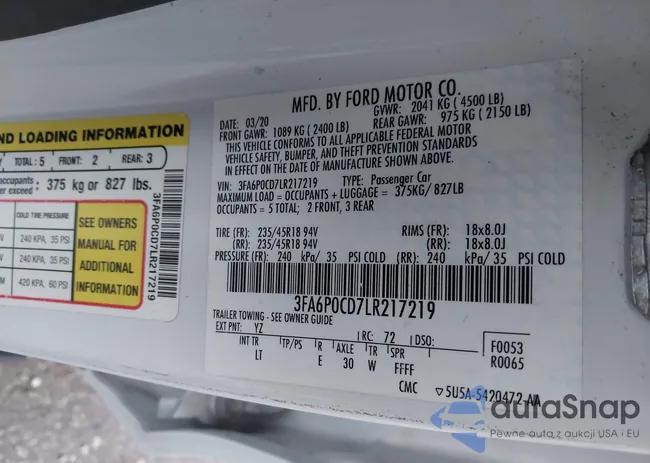 ND LOADING INFORMATION
TOTAL: 5 FRONT: 2 REAR: 3
occupants
exceed: 375 kg or 827 lbs.
COLD TIRE PRESSURE
240 KPA, 35 PSI
240 KPA, 35 PSI
420 KPA, 60 PSI
SEE OWNERS
MANUAL FOR
ADDITIONAL
INFORMATION
3FA6P0CD7LR217219
MFD. BY FORD MOTOR CO.
DATE: 03/20 GVWR: 2041 KG ( 4500 LB)
FRONT GAWR: 1089 KG ( 2400 LB) REAR GAWR: 975 KG ( 2150 LB)
THIS VEHICLE CONFORMS TO ALL APPLICABLE FEDERAL MOTOR
VEHICLE SAFETY, BUMPER, AND THEFT PREVENTION STANDARDS
IN EFFECT ON THE DATE OF MANUFACTURE SHOWN ABOVE.
VIN: 3FA6P0CD7LR217219 TYPE: Passenger Car
MAXIMUM LOAD = OCCUPANTS + LUGGAGE = 375KG/ 827LB
OCCUPANTS = 5 TOTAL; 2 FRONT, 3 REAR
TIRE (FR): 235/45R18 94V RIMS (FR): 18x8.0J
(RR): 235/45R18 94V (RR): 18x8.0J
PRESSURE (FR): 240 kPa/ 35 PSI COLD (RR): 240 kPa/ 35 PSI COLD
3FA6P0CD7LR217219
TRAILER TOWING - SEE OWNER GUIDE
EXT PNT: YZ RC: 72 DSO: F0053
INT TR TP/PS R AXLE TR SPR R0065
LT E 30 W FFFF
CMC 5U5A-5420472-AA
autaSnap
Pewne auta z aukcji USA i EU